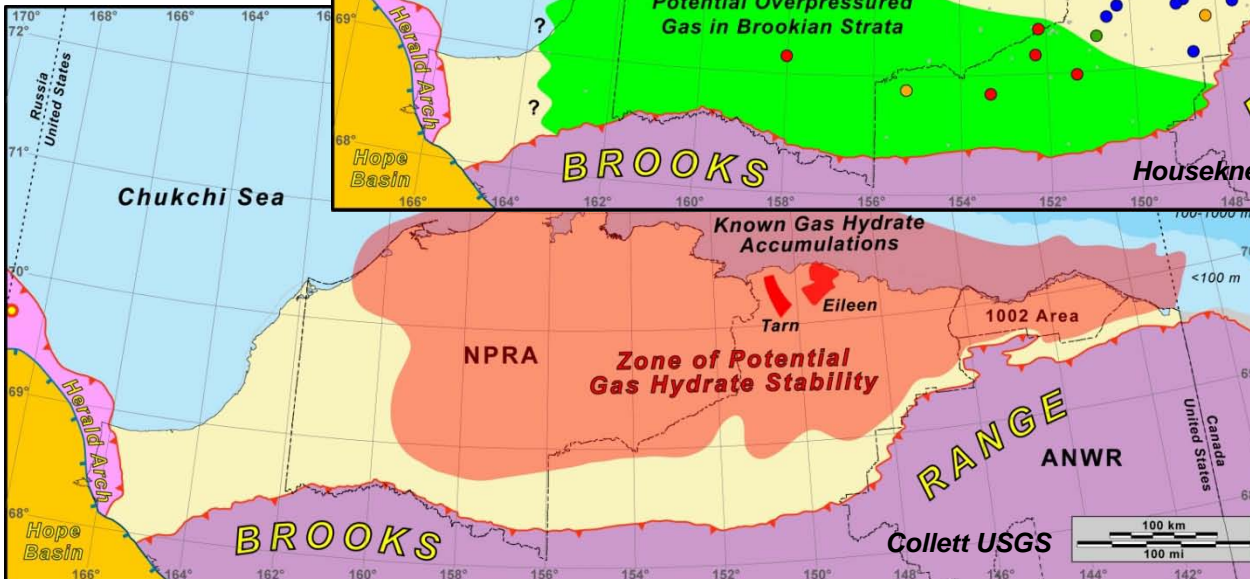 170°
168°
72°
Russia
United States
71°
Chukchi Sea
70°
69°
Herald Arch
68°
Hope
Basin
69°
Potential Overpressured
Gas in Brookian Strata
?
?
Herald Arch
68°
Hope
Basin
BROOKS
166°
164°
162°
160°
158°
156°
154°
152°
150°
148°
Known Gas Hydrate
Accumulations
100-1000 m
<100 m
Tarn
Eileen
1002 Area
NPRA
Zone of Potential
Gas Hydrate Stability
BROOKS
RANGE
ANWR
Canada
United States
69°
68°
Collett USGS
100 km
100 mi
166°
164°
162°
160°
158°
156°
154°
152°
150°
148°
146°
144°
142°